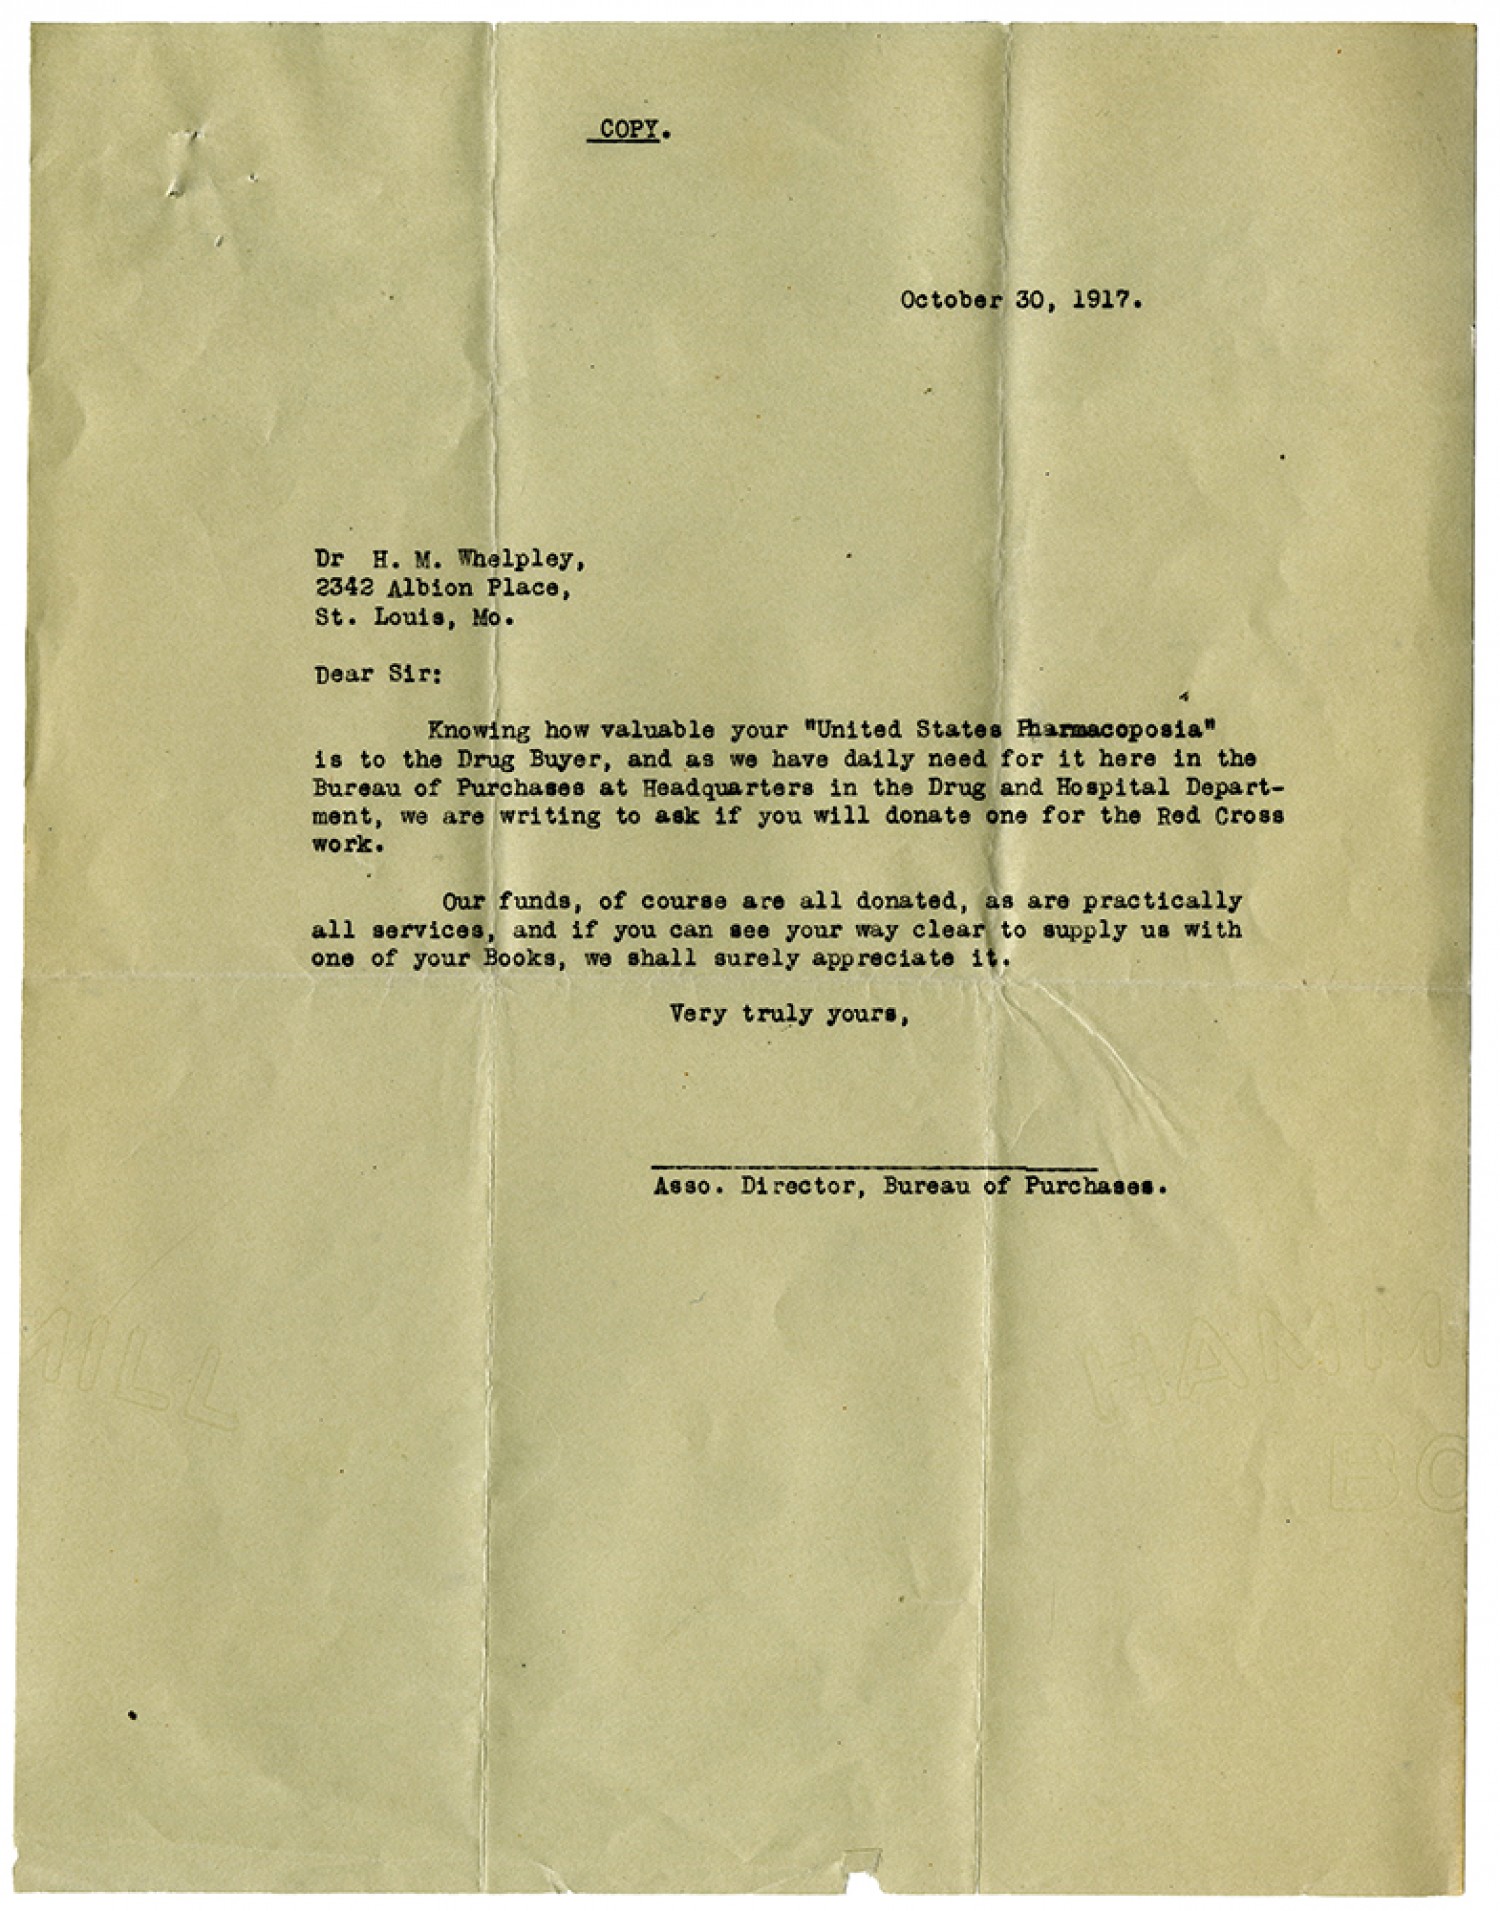 COPY.
October 30, 1917.
Dr H. M. Whelpley,
2342 Albion Place,
St. Louis, Mo.
Dear Sir:
Knowing how valuable your "United States Pharmacoposia"
is to the Drug Buyer, and as we have daily need for it here in the
Bureau of Purchases at Headquarters in the Drug and Hospital Depart-
ment, we are writing to ask if you will donate one for the Red Cross
work.
Our funds, of course are all donated, as are practically
all services, and if you can see your way clear to supply us with
one of your Books, we shall surely appreciate it.
Very truly yours,
Asso. Director, Bureau of Purchases.
MILL HAMM
BO